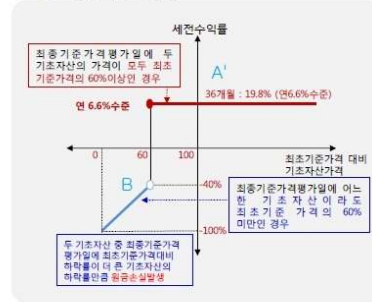 세전수익률
최종기준가격평가일에 두
기초자산의 가격이 모두 최초
기준가격의 60%이상인 경우
A'
36개월 : 19.8% (연6.6%수준)
연 6.6%수준
0 60 100
최초기준가격 대비
기초자산가격
B
-40%
최종기준가격평가일에 어느
한 기초자산이라도
최초기준 가격의 60%
미만인 경우
-100%
두 기초자산 중 최종기준가격
평가일에 최초기준가격대비
하락률이 더 큰 기초자산의
하락률만큼 원금손실발생